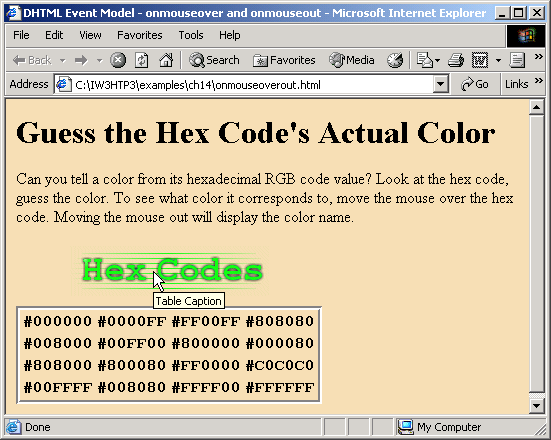 DHTML Event Model - onmouseover and onmouseout - Microsoft Internet Explorer
File Edit View Favorites Tools Help
Back Search Favorites Media
Address C:\IW3HTP3\examples\ch14\onmouseoverout.html Go Links
Guess the Hex Code's Actual Color
Can you tell a color from its hexadecimal RGB code value? Look at the hex code,
guess the color. To see what color it corresponds to, move the mouse over the hex
code. Moving the mouse out will display the color name.
Hex Codes
Table Caption
#000000 #0000FF #FF00FF #808080
#008000 #00FF00 #800000 #000080
#808000 #800080 #FF0000 #C0C0C0
#00FFFF #008080 #FFFF00 #FFFFFF
Done My Computer